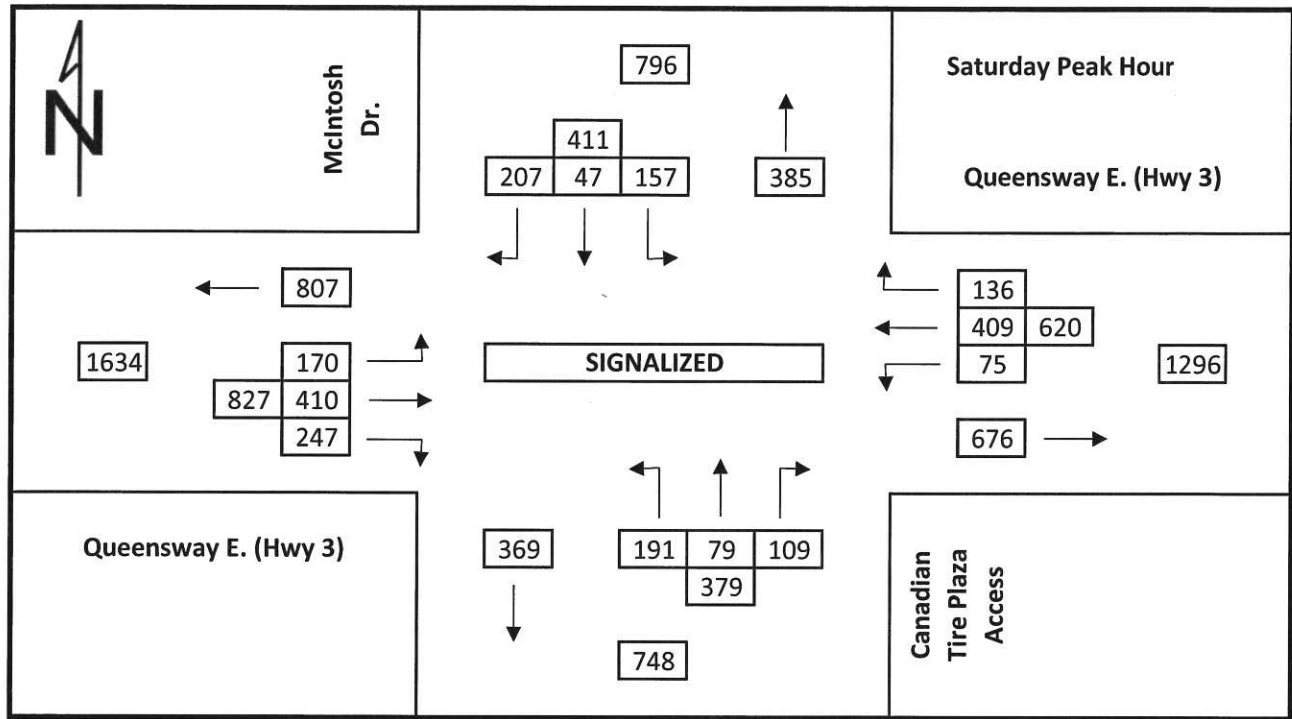 N
McIntosh
Dr.
796
Saturday Peak Hour
411
207 47 157
385
Queensway E. (Hwy 3)
807
136
409 620
75
1634
170
827 410
247
SIGNALIZED
1296
676
Queensway E. (Hwy 3)
369
191 79 109
379
748
Canadian
Tire Plaza
Access